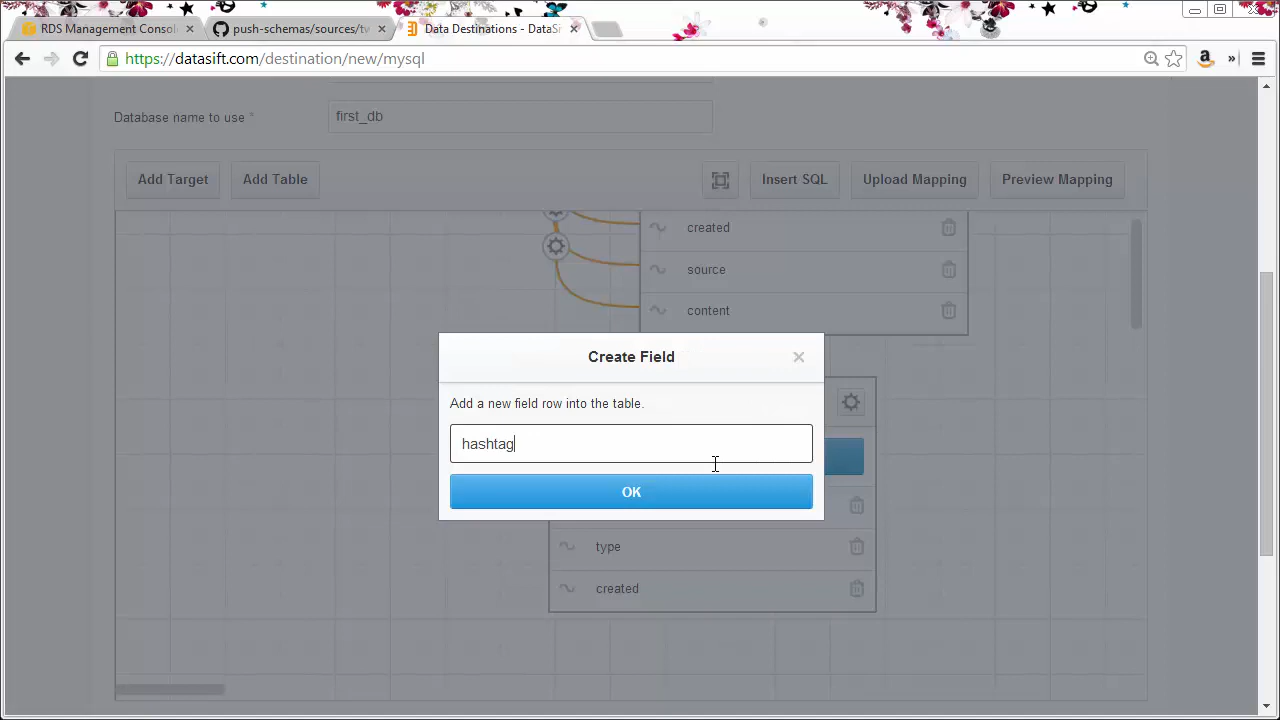 RDS Management Consol
push-schemas/sources/tw
Data Destinations - DataSi
https://datasift.com/destination/new/mysql
Database name to use *
first_db
Add Target
Add Table
Insert SQL
Upload Mapping
Preview Mapping
created
source
content
Create Field
Add a new field row into the table.
hashtag
OK
type
created